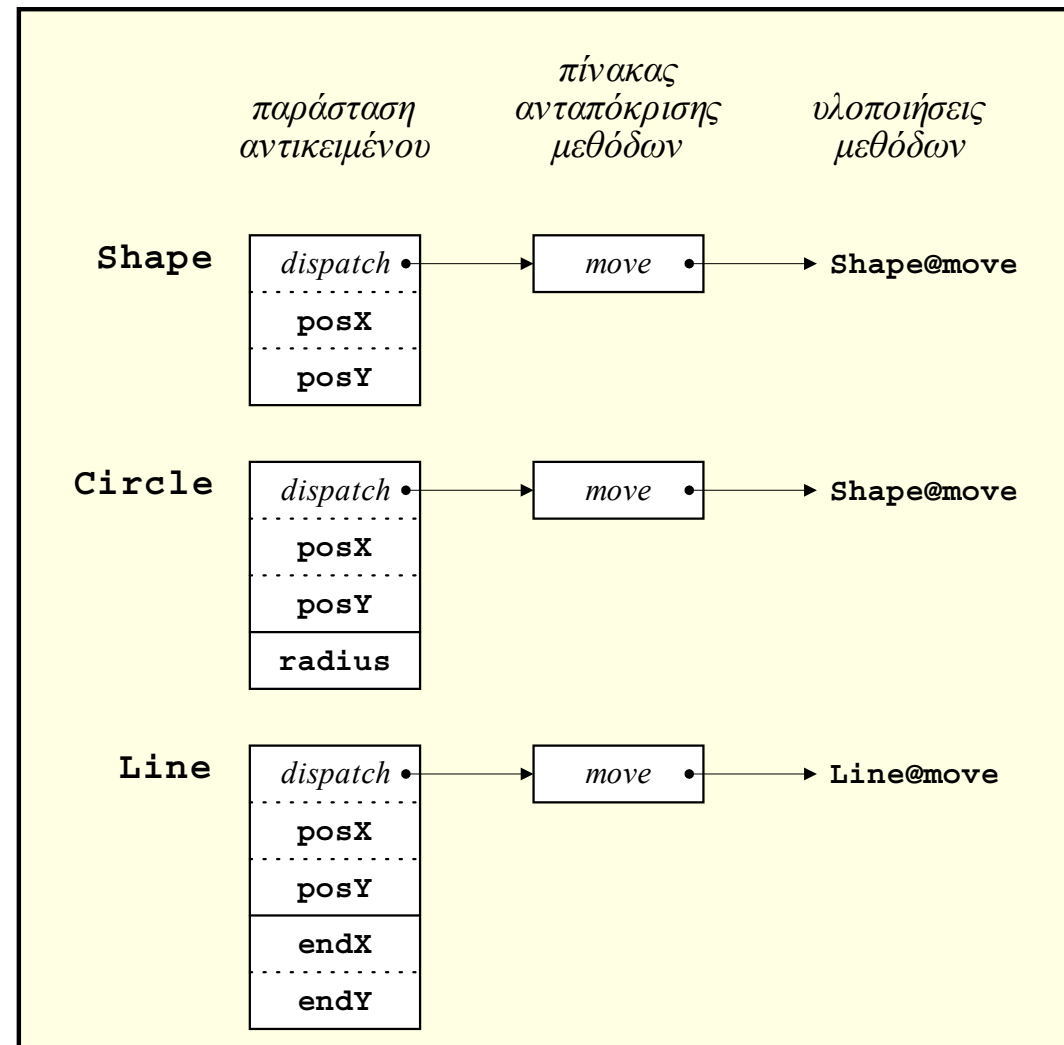 παράσταση
αντικειμένου
πίνακας
ανταπόκρισης
μεθόδων
υλοποιήσεις
μεθόδων
Shape
dispatch
move
Shape@move
posX
posY
Circle
dispatch
move
Shape@move
posX
posY
radius
Line
dispatch
move
Line@move
posX
posY
endX
endY